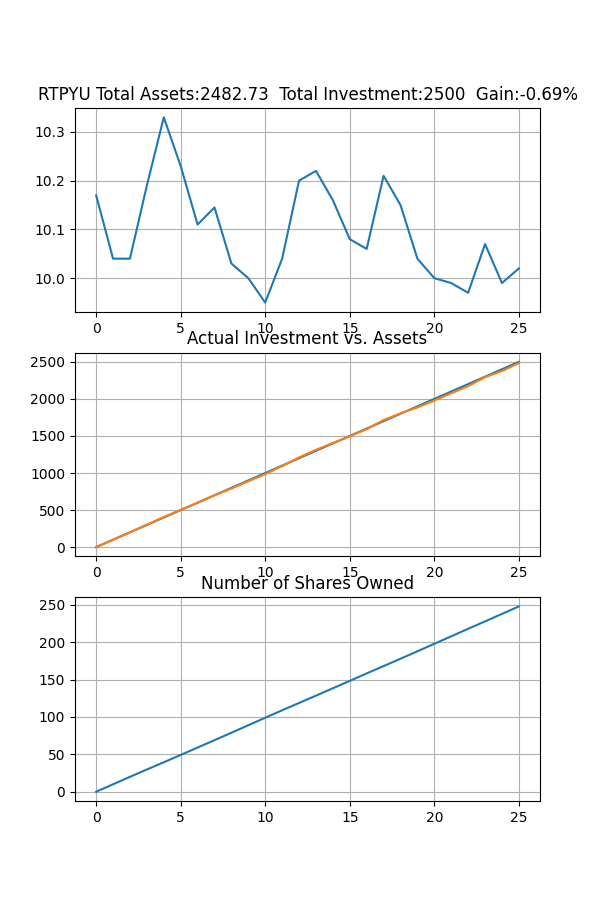 RTPYU Total Assets:2482.73  Total Investment:2500  Gain:-0.69%
10.3
10.2
10.1
10.0
0 5 10 15 20 25
Actual Investment vs. Assets
2500
2000
1500
1000
500
0
0 5 10 15 20 25
Number of Shares Owned
250
200
150
100
50
0
0 5 10 15 20 25